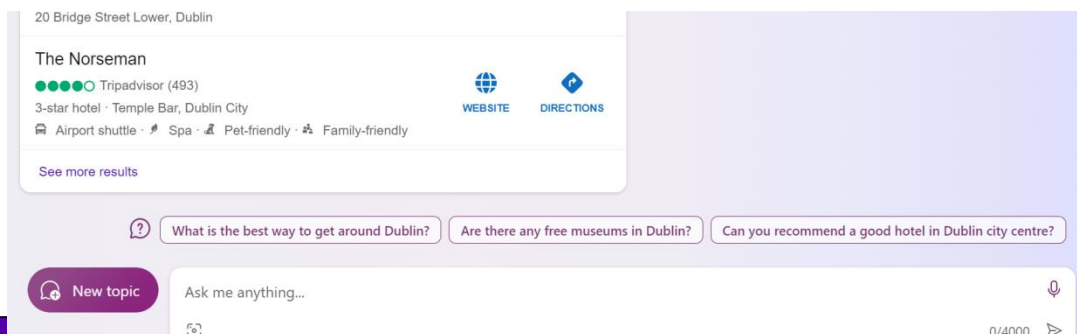 20 Bridge Street Lower, Dublin
The Norseman
Tripadvisor (493)
3-star hotel · Temple Bar, Dublin City
Airport shuttle · Spa · Pet-friendly · Family-friendly
WEBSITE
DIRECTIONS
See more results
What is the best way to get around Dublin?
Are there any free museums in Dublin?
Can you recommend a good hotel in Dublin city centre?
New topic
Ask me anything...
0/4000